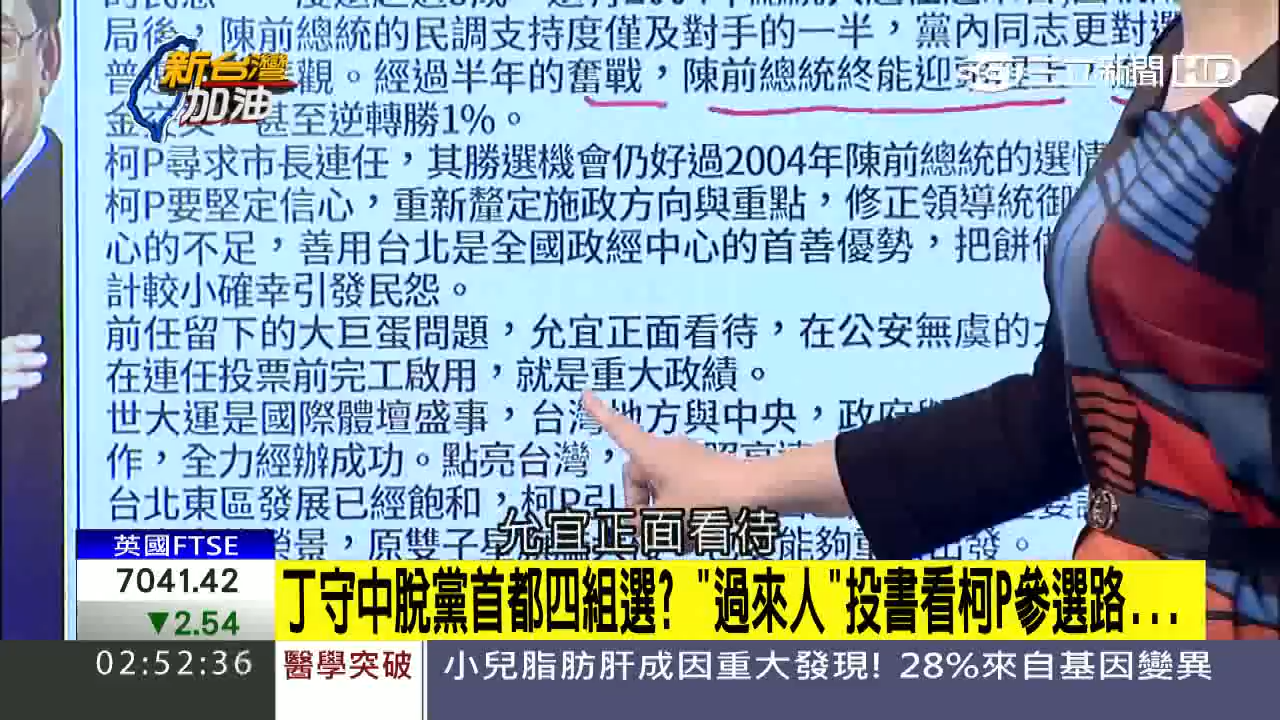 局後，陳前總統的民調支持度僅及對手的一半，黨內同志更對選
觀。經過半年的奮戰，陳前總統終能迎
甚至逆轉勝1%。
柯P尋求市長連任，其勝選機會仍好過2004年陳前總統的選情
柯P要堅定信心，重新釐定施政方向與重點，修正領導統御
心的不足，善用台北是全國政經中心的首善優勢，把餅
計較小確幸引發民怨。
前任留下的大巨蛋問題，允宜正面看待，在公安無虞的
在連任投票前完工啟用，就是重大政績。
世大運是國際體壇盛事，台灣地方與中央，政府
作，全力經辦成功。點亮台灣，
台北東區發展已經飽和，柯P引
景，原雙子星
能夠
出發。
新台灣加油
三立新聞HD
允宜正面看待
英國FTSE
7041.42
▼2.54
丁守中脫黨首都四組選? "過來人"投書看柯P參選路...
02:52:36
醫學突破
小兒脂肪肝成因重大發現! 28%來自基因變異